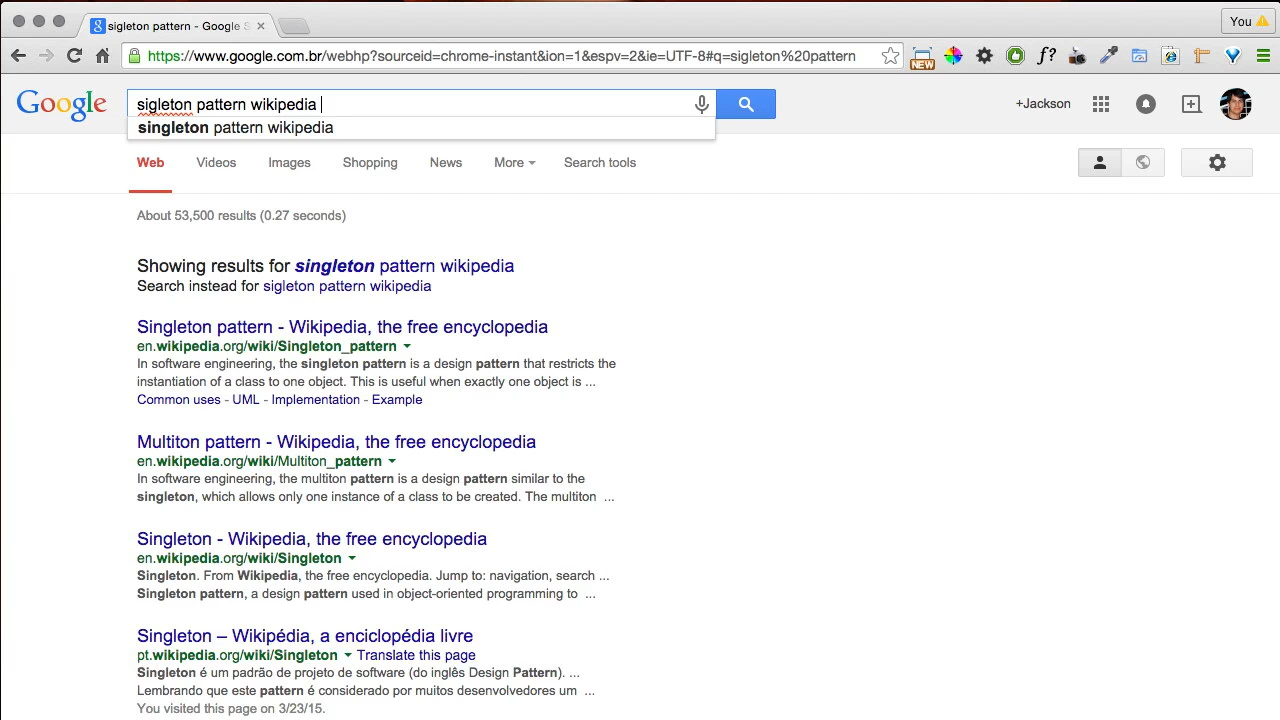 sigleton pattern - Google S
You
https://www.google.com.br/webhp?sourceid=chrome-instant&ion=1&espv=2&ie=UTF-8#q=sigleton%20pattern
NEW
f?
Google
sigleton pattern wikipedia
+Jackson
singleton pattern wikipedia
Web Videos Images Shopping News More Search tools
About 53,500 results (0.27 seconds)
Showing results for singleton pattern wikipedia
Search instead for sigleton pattern wikipedia
Singleton pattern - Wikipedia, the free encyclopedia
en.wikipedia.org/wiki/Singleton_pattern
In software engineering, the singleton pattern is a design pattern that restricts the
instantiation of a class to one object. This is useful when exactly one object is ...
Common uses - UML - Implementation - Example
Multiton pattern - Wikipedia, the free encyclopedia
en.wikipedia.org/wiki/Multiton_pattern
In software engineering, the multiton pattern is a design pattern similar to the
singleton, which allows only one instance of a class to be created. The multiton ...
Singleton - Wikipedia, the free encyclopedia
en.wikipedia.org/wiki/Singleton
Singleton. From Wikipedia, the free encyclopedia. Jump to: navigation, search ...
Singleton pattern, a design pattern used in object-oriented programming to ...
Singleton – Wikipédia, a enciclopédia livre
pt.wikipedia.org/wiki/Singleton Translate this page
Singleton é um padrão de projeto de software (do inglês Design Pattern). ...
Lembrando que este pattern é considerado por muitos desenvolvedores um ...
You visited this page on 3/23/15.